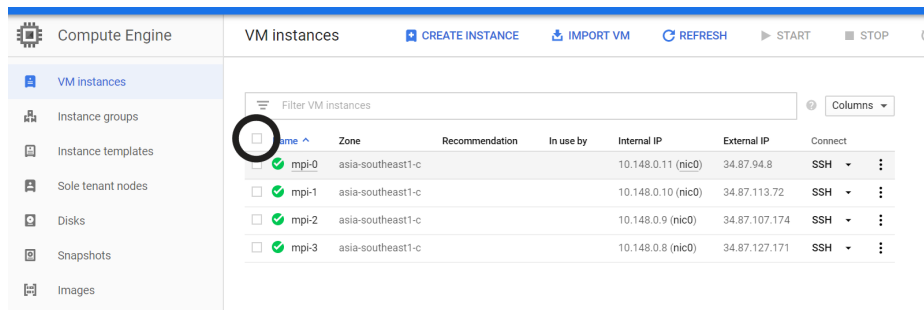 Compute Engine
VM instances
CREATE INSTANCE
IMPORT VM
REFRESH
START
STOP
VM instances
Instance groups
Instance templates
Sole tenant nodes
Disks
Snapshots
Images
Filter VM instances
Columns
Name Zone Recommendation In use by Internal IP External IP Connect
mpi-0 asia-southeast1-c 10.148.0.11 (nic0) 34.87.94.8 SSH
mpi-1 asia-southeast1-c 10.148.0.10 (nic0) 34.87.113.72 SSH
mpi-2 asia-southeast1-c 10.148.0.9 (nic0) 34.87.107.174 SSH
mpi-3 asia-southeast1-c 10.148.0.8 (nic0) 34.87.127.171 SSH